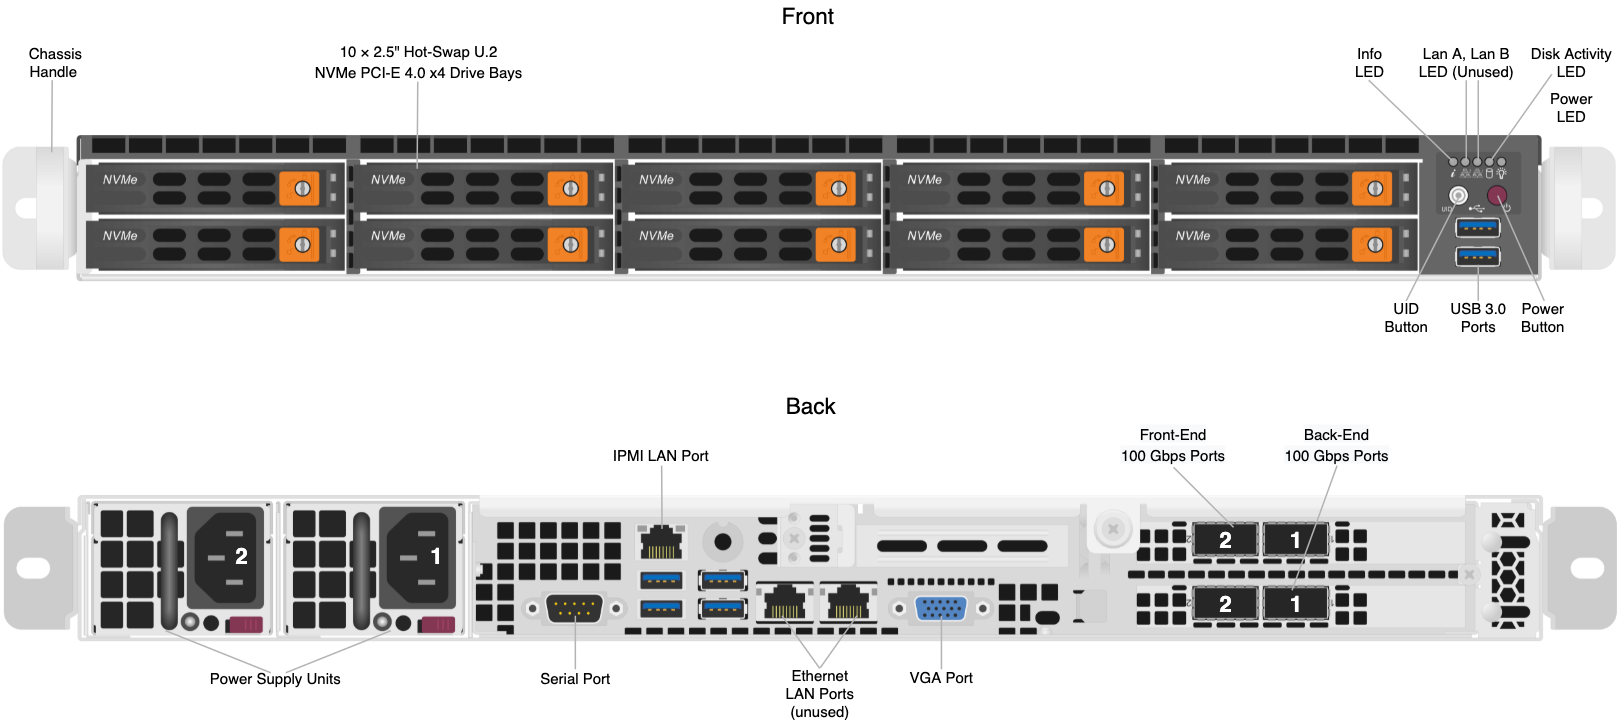 Front
Chassis
Handle
10 × 2.5" Hot-Swap U.2
NVMe PCI-E 4.0 x4 Drive Bays
Info
LED
Lan A, Lan B
LED (Unused)
Disk Activity
LED
Power
LED
NVMe
NVMe
NVMe
NVMe
NVMe
NVMe
NVMe
NVMe
NVMe
NVMe
i
UID
UID
Button
USB 3.0
Ports
Power
Button
Back
IPMI LAN Port
Front-End
100 Gbps Ports
Back-End
100 Gbps Ports
2
1
2
1
2
1
Power Supply Units
Serial Port
Ethernet
LAN Ports
(unused)
VGA Port